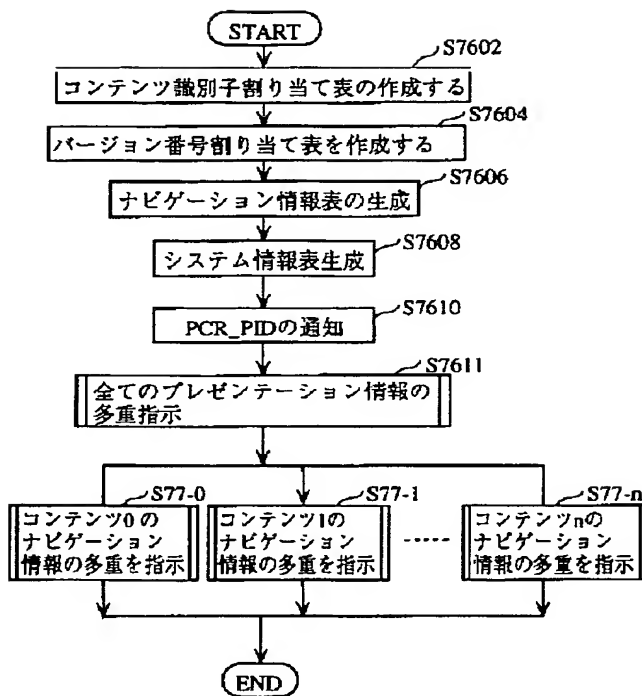 START
S7602
コンテンツ識別子割り当て表の作成する
S7604
バージョン番号割り当て表を作成する
S7606
ナビゲーション情報表の生成
S7608
システム情報表生成
S7610
PCR_PIDの通知
S7611
全てのプレゼンテーション情報の
多重指示
S77-0
コンテンツ0の
ナビゲーション
情報の多重を指示
S77-1
コンテンツ1の
ナビゲーション
情報の多重を指示
S77-n
コンテンツnの
ナビゲーション
情報の多重を指示
END